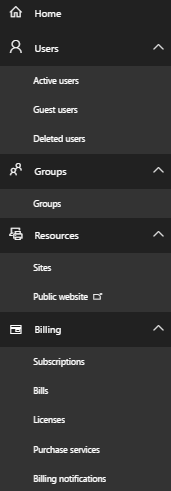 Home
Users
Active users
Guest users
Deleted users
Groups
Groups
Resources
Sites
Public website
Billing
Subscriptions
Bills
Licenses
Purchase services
Billing notifications